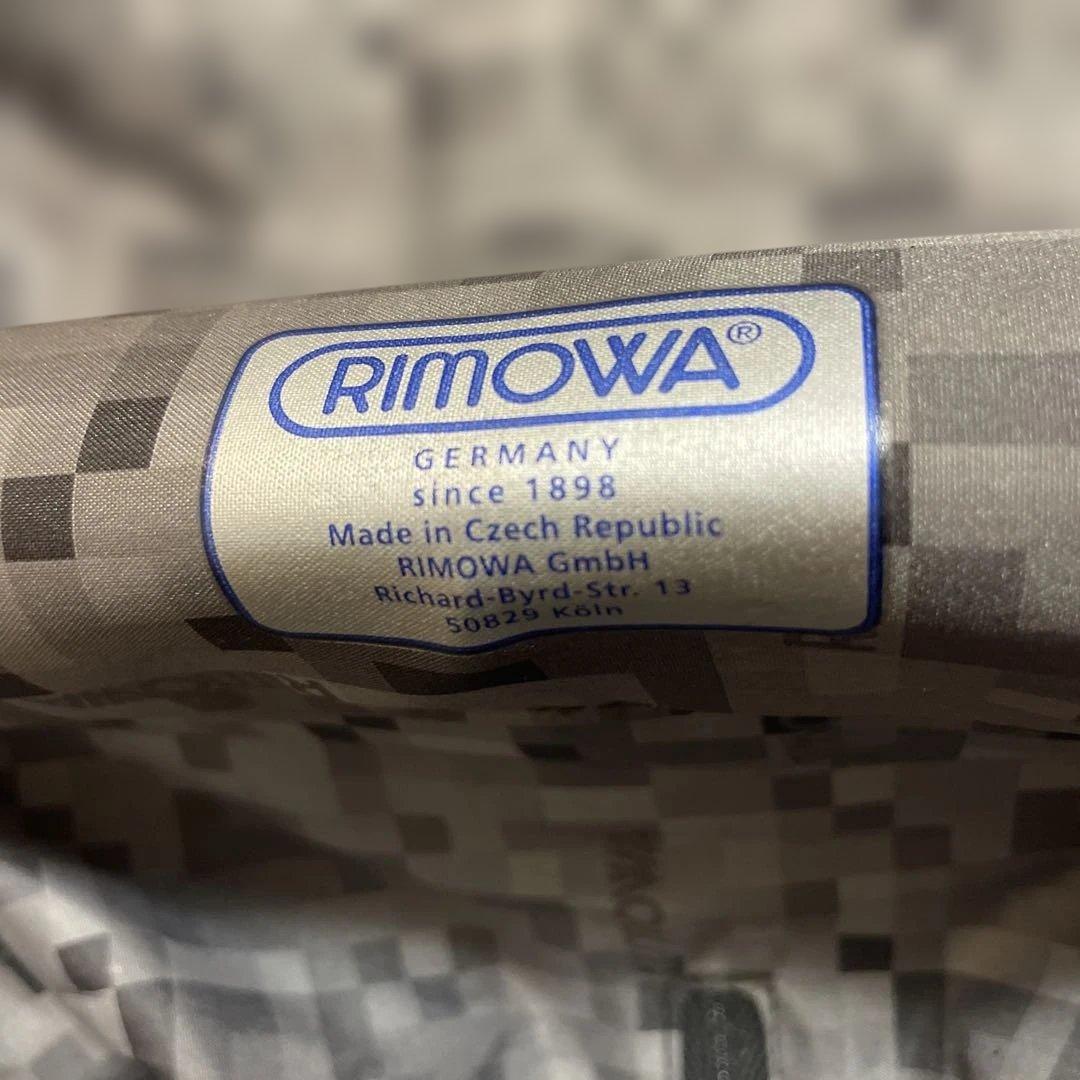 RIMOWA®
GERMANY
since 1898
Made in Czech Republic
RIMOWA GmbH
Richard-Byrd-Str. 13
50829 Köln